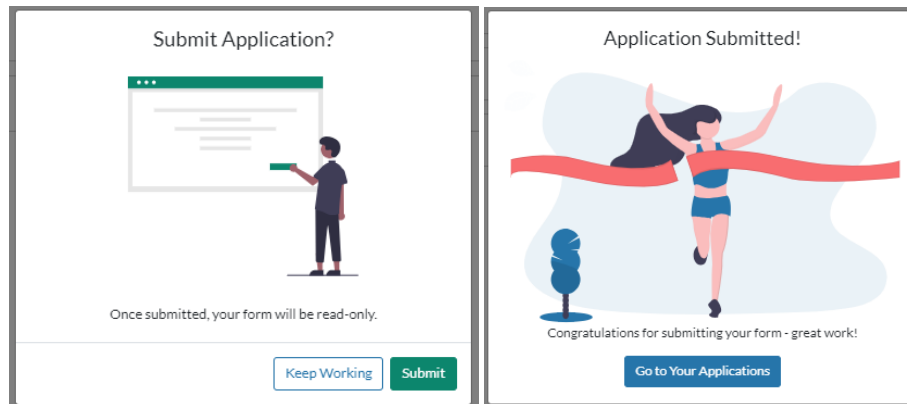 Submit Application?
Once submitted, your form will be read-only.
Keep Working
Submit
Application Submitted!
Congratulations for submitting your form - great work!
Go to Your Applications